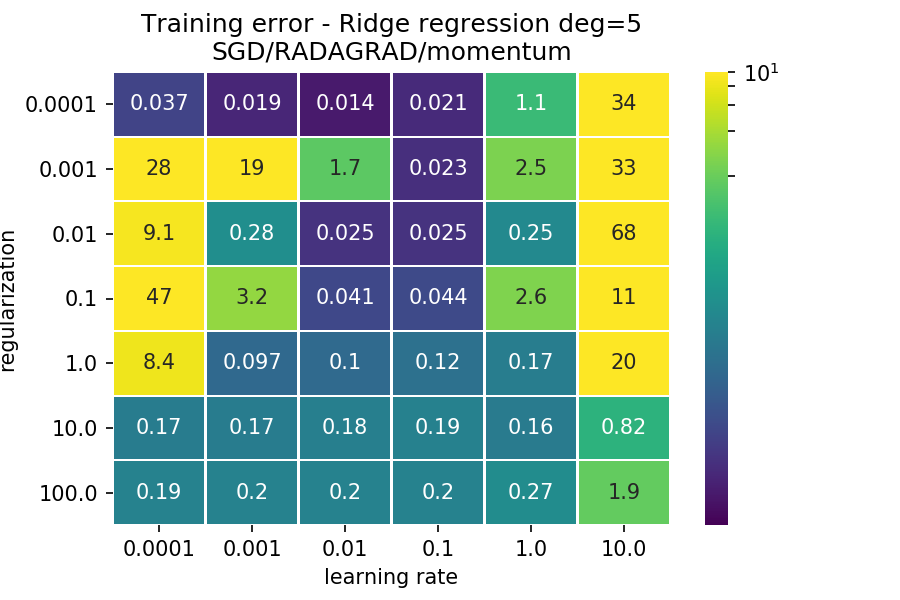 Training error - Ridge regression deg=5
SGD/RADAGRAD/momentum
regularization
0.0001 0.037 0.019 0.014 0.021 1.1 34
0.001 28 19 1.7 0.023 2.5 33
0.01 9.1 0.28 0.025 0.025 0.25 68
0.1 47 3.2 0.041 0.044 2.6 11
1.0 8.4 0.097 0.1 0.12 0.17 20
10.0 0.17 0.17 0.18 0.19 0.16 0.82
100.0 0.19 0.2 0.2 0.2 0.27 1.9
0.0001 0.001 0.01 0.1 1.0 10.0
learning rate
10¹